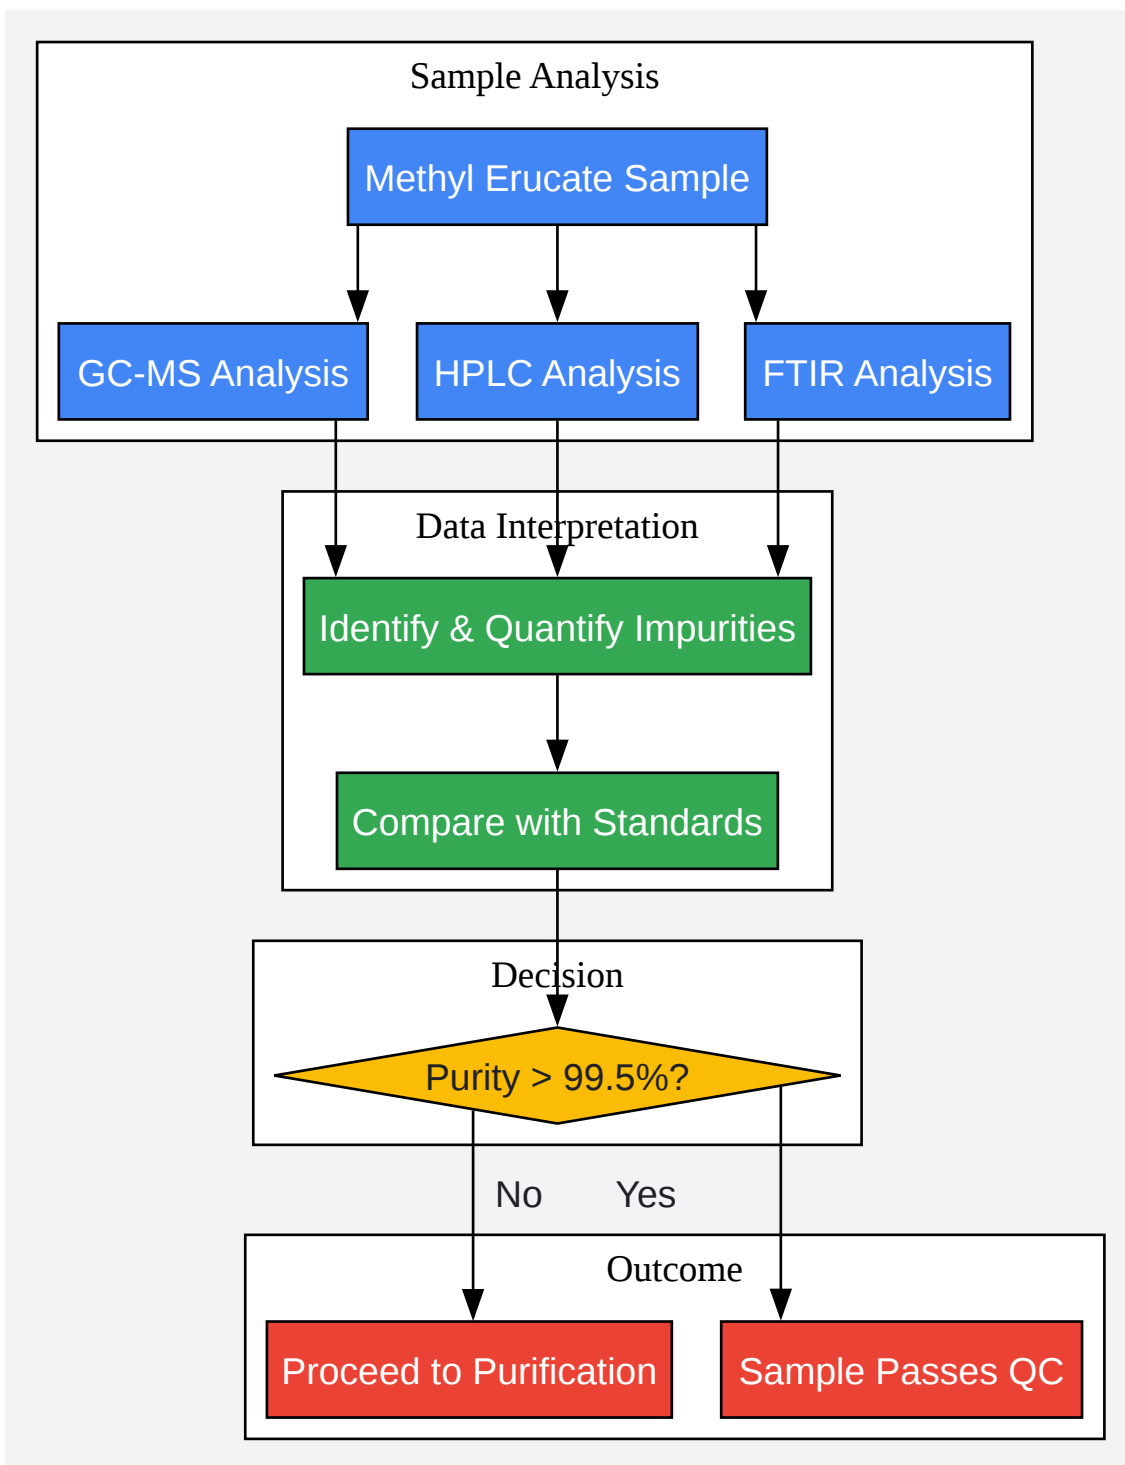 Sample Analysis
Methyl Erucate Sample
GC-MS Analysis
HPLC Analysis
FTIR Analysis
Data Interpretation
Identify & Quantify Impurities
Compare with Standards
Decision
Purity > 99.5%?
No
Yes
Outcome
Proceed to Purification
Sample Passes QC